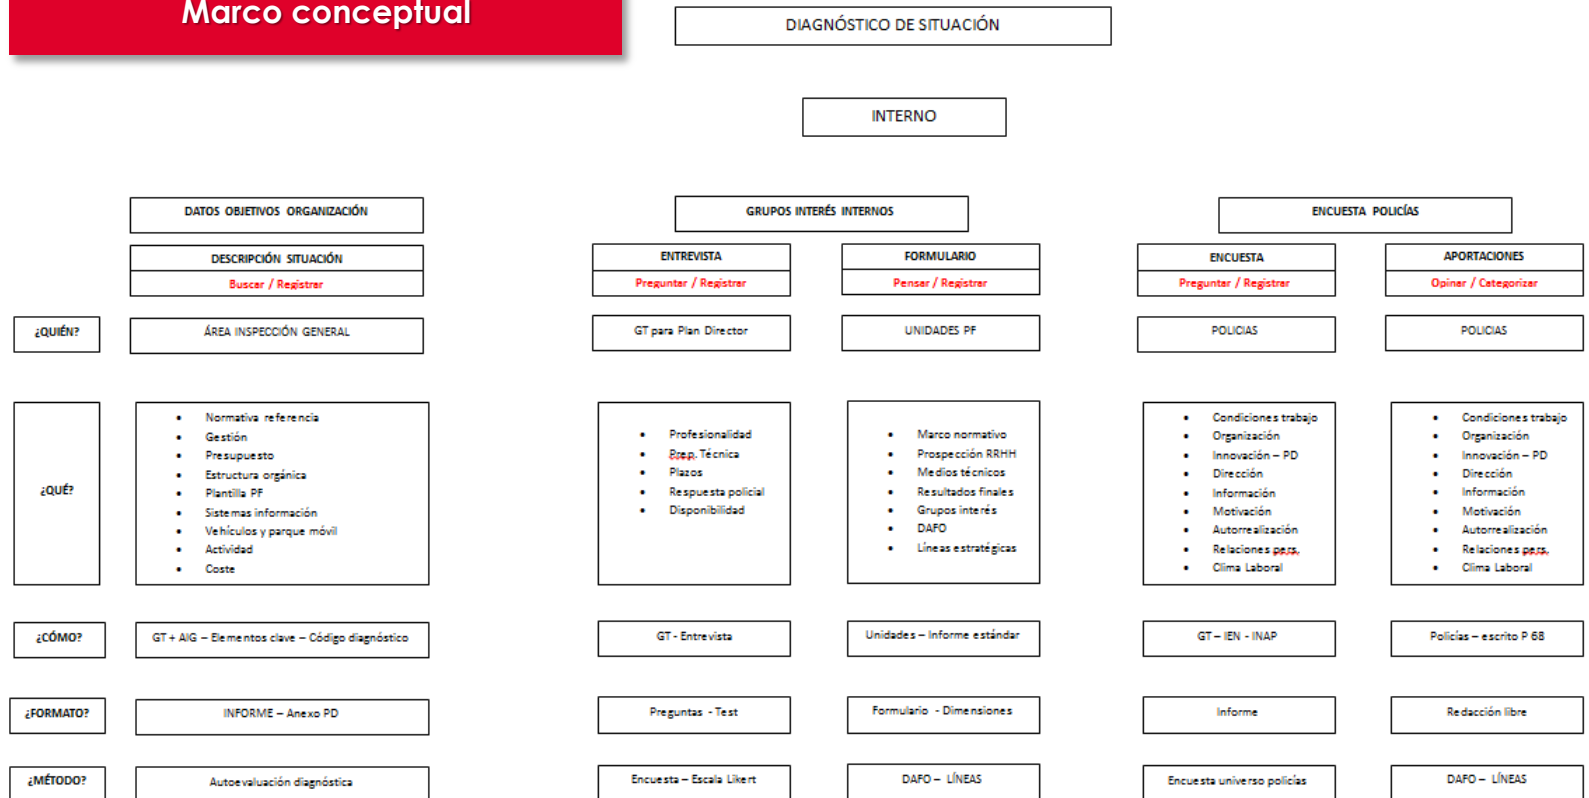 Marco conceptual
DIAGNÓSTICO DE SITUACIÓN
INTERNO
DATOS OBJETIVOS ORGANIZACIÓN
GRUPOS INTERÉS INTERNOS
ENCUESTA POLICÍAS
DESCRIPCIÓN SITUACIÓN
Buscar / Registrar
ENTREVISTA
Preguntar / Registrar
FORMULARIO
Pensar / Registrar
ENCUESTA
Preguntar / Registrar
APORTACIONES
Opinar / Categorizar
¿QUIÉN?
ÁREA INSPECCIÓN GENERAL
GT para Plan Director
UNIDADES PF
POLICIAS
POLICIAS
¿QUÉ?
• Normativa referencia
• Gestión
• Presupuesto
• Estructura orgánica
• Plantilla PF
• Sistemas información
• Vehículos y parque móvil
• Actividad
• Coste
• Profesionalidad
• Prep. Técnica
• Plazos
• Respuesta policial
• Disponibilidad
• Marco normativo
• Prospección RRHH
• Medios técnicos
• Resultados finales
• Grupos interés
• DAFO
• Líneas estratégicas
• Condiciones trabajo
• Organización
• Innovación – PD
• Dirección
• Información
• Motivación
• Autorrealización
• Relaciones pers.
• Clima Laboral
• Condiciones trabajo
• Organización
• Innovación – PD
• Dirección
• Información
• Motivación
• Autorrealización
• Relaciones pers.
• Clima Laboral
¿CÓMO?
GT + AIG – Elementos clave – Código diagnóstico
GT - Entrevista
Unidades – Informe estándar
GT – IEN - INAP
Policías – escrito P 68
¿FORMATO?
INFORME – Anexo PD
Preguntas - Test
Formulario - Dimensiones
Informe
Redacción libre
¿MÉTODO?
Autoevaluación diagnóstica
Encuesta – Escala Likert
DAFO – LÍNEAS
Encuesta universo policías
DAFO – LÍNEAS